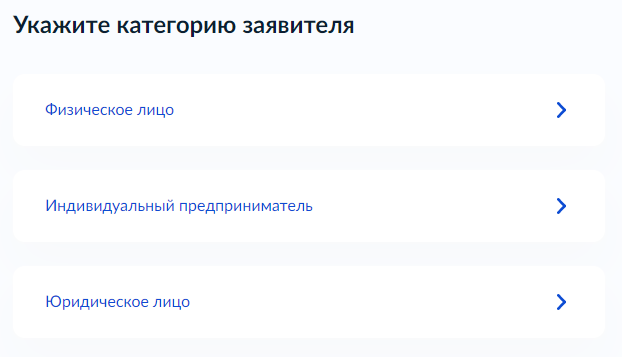 Укажите категорию заявителя
Физическое лицо
Индивидуальный предприниматель
Юридическое лицо